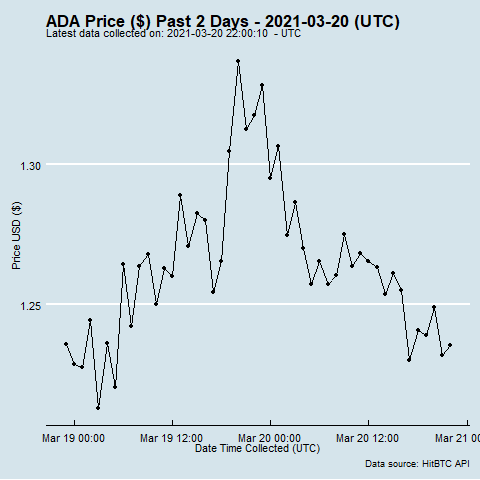 ADA Price ($) Past 2 Days - 2021-03-20 (UTC)
Latest data collected on: 2021-03-20 22:00:10  - UTC
1.30
Price USD ($)
1.25
Mar 19 00:00 Mar 19 12:00 Mar 20 00:00 Mar 20 12:00 Mar 21 0
Date Time Collected (UTC)
Data source: HitBTC API